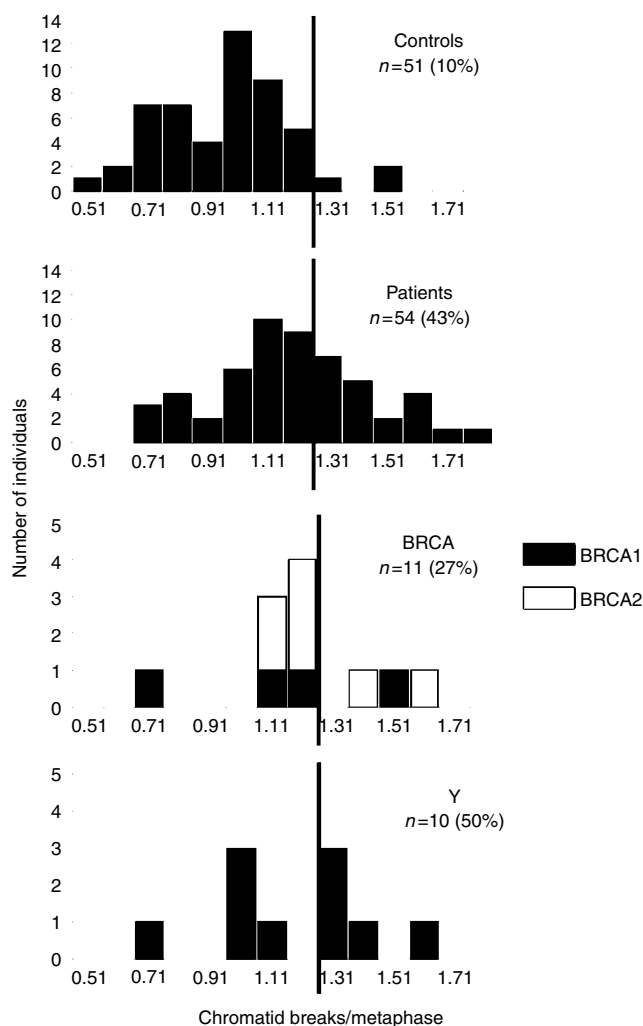 14
12
10
8
6
4
2
0
Controls
n=51 (10%)
0.51 0.71 0.91 1.11 1.31 1.51 1.71
14
12
10
8
6
4
2
0
Patients
n=54 (43%)
0.51 0.71 0.91 1.11 1.31 1.51 1.71
Number of individuals
5
4
3
2
1
0
BRCA
n=11 (27%)
BRCA1
BRCA2
0.51 0.71 0.91 1.11 1.31 1.51 1.71
5
4
3
2
1
0
Y
n=10 (50%)
0.51 0.71 0.91 1.11 1.31 1.51 1.71
Chromatid breaks/metaphase